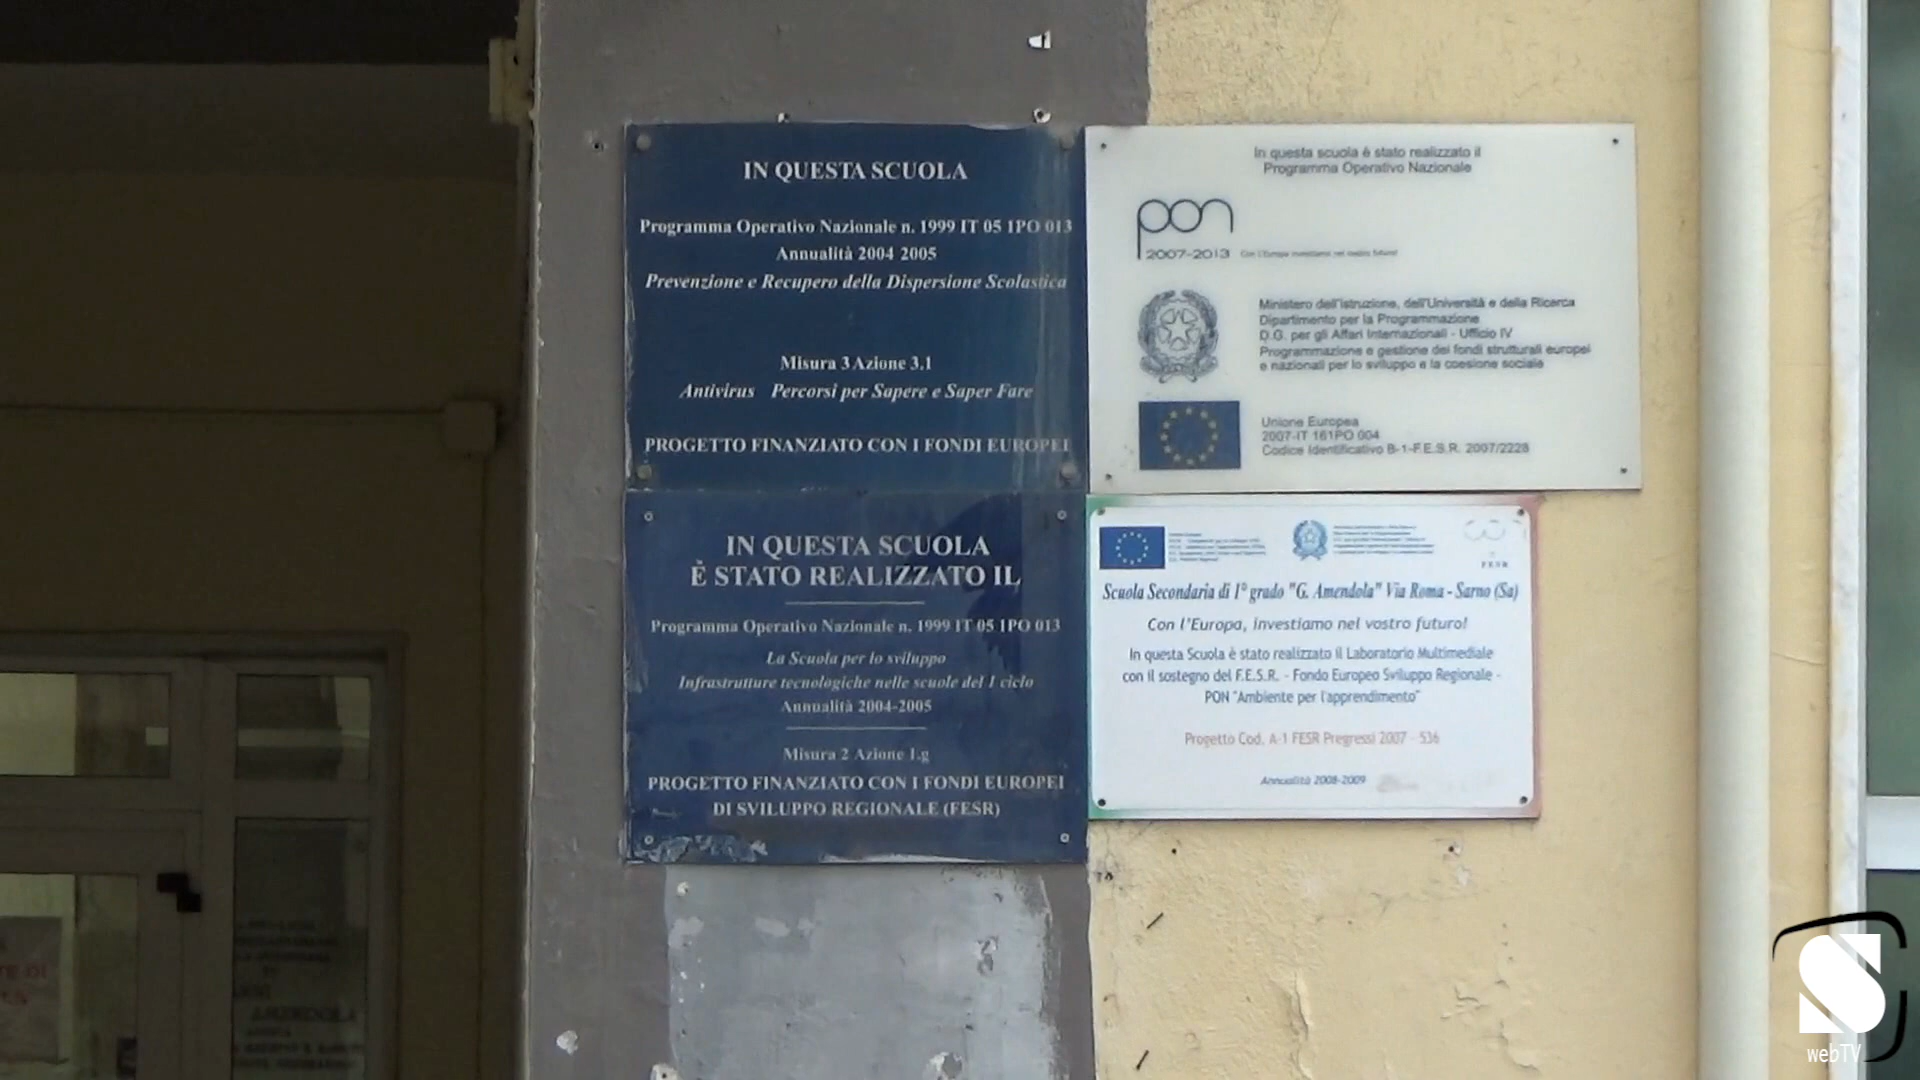 IN QUESTA SCUOLA
Programma Operativo Nazionale n. 1999 IT 05 1PO 013
Annualità 2004 2005
Prevenzione e Recupero della Dispersione Scolastica
Misura 3 Azione 3.1
Antivirus Percorsi per Sapere e Saper Fare
PROGETTO FINANZIATO CON I FONDI EUROPEI
In questa scuola è stato realizzato il
Programma Operativo Nazionale
pon
2007-2013 Con l'Europa investiamo nel vostro futuro!
Ministero dell'Istruzione, dell'Università e della Ricerca
Dipartimento per la Programmazione
D.G. per gli Affari Internazionali - Ufficio IV
Programmazione e gestione dei fondi strutturali europei
e nazionali per lo sviluppo e la coesione sociale
Unione Europea
2007-IT 161PO 004
Codice Identificativo B-1-F.E.S.R. 2007/2228
IN QUESTA SCUOLA
È STATO REALIZZATO IL
Programma Operativo Nazionale n. 1999 IT 05 1PO 013
La Scuola per lo sviluppo
Infrastrutture tecnologiche nelle scuole del I ciclo
Annualità 2004-2005
Misura 2 Azione 1.g
PROGETTO FINANZIATO CON I FONDI EUROPEI
DI SVILUPPO REGIONALE (FESR)
FESR
Scuola Secondaria di 1° grado "G. Amendola" Via Roma - Sarno (Sa)
Con l'Europa, investiamo nel vostro futuro!
In questa Scuola è stato realizzato il Laboratorio Multimediale
con il sostegno del F.E.S.R. - Fondo Europeo Sviluppo Regionale -
PON "Ambiente per l'apprendimento"
Progetto Cod. A-1 FESR Pregressi 2007 - 536
Annualità 2008-2009
S
webTV